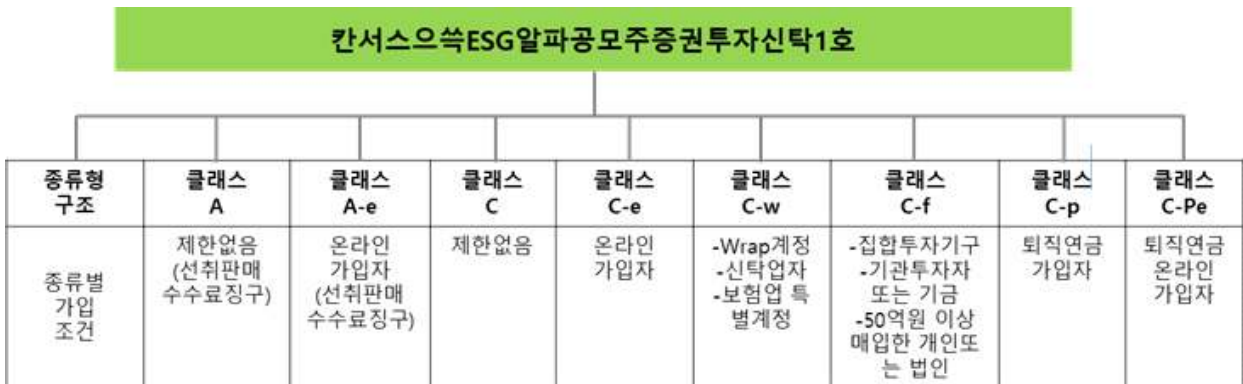 칸서스으쓱ESG알파공모주증권투자신탁1호
종류형
구조
클래스
A
클래스
A-e
클래스
C
클래스
C-e
클래스
C-w
클래스
C-f
클래스
C-p
클래스
C-Pe
종류별
가입
조건
제한없음
(선취판매
수수료징구)
온라인
가입자
(선취판매
수수료징구)
제한없음
온라인
가입자
-Wrap계정
-신탁업자
-보험업 특
별계정
-집합투자기구
-기관투자자
또는 기금
-50억원 이상
매입한 개인또
는 법인
퇴직연금
가입자
퇴직연금
온라인
가입자